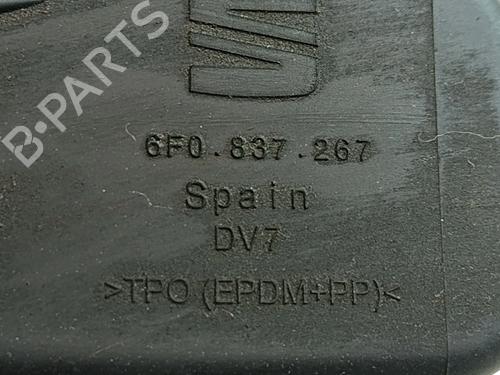 B-PARTS
6F0.837.267
Spain
DV7
>TPO (EPDM+PP)<